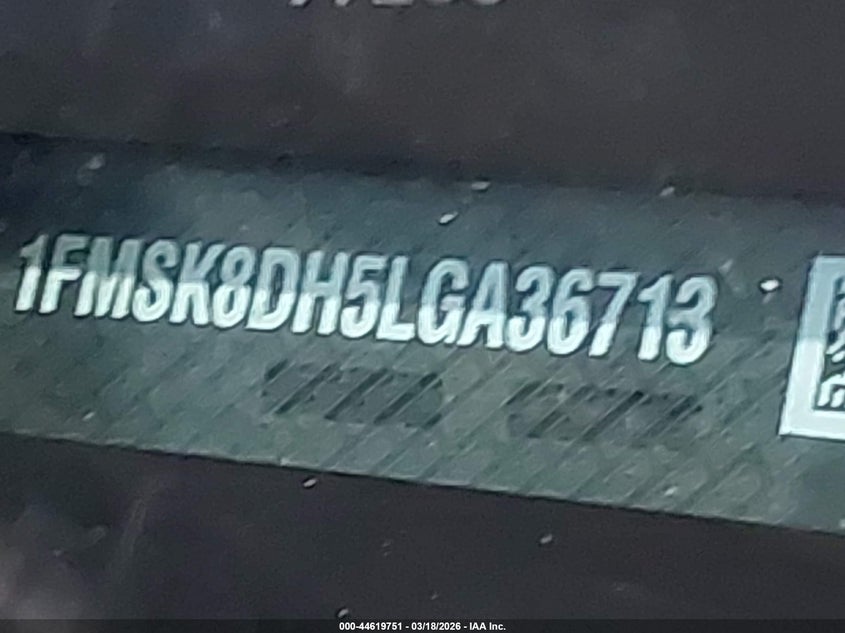 1FMSK8DH5LGA36713
000-44619751 - 03/18/2026 - IAA Inc.